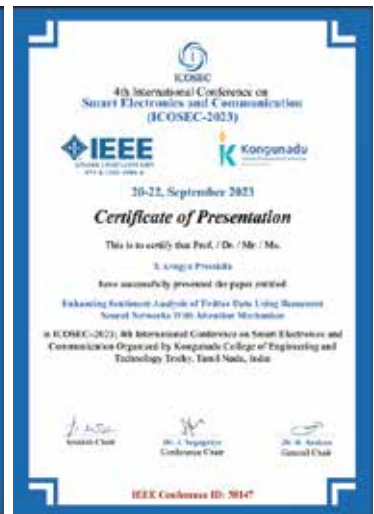 ICOSEC
4th International Conference on
Smart Electronics and Communication
(ICOSEC-2023)
IEEE
Kongunadu
20-22, September 2023
Certificate of Presentation
This is to certify that Prof. / Dr. / Mr. / Ms.
have successfully presented the paper entitled
Enhancing Sentiment Analysis of Twitter Data Using Recurrent
Neural Networks With Attention Mechanism
in ICOSEC-2023; 4th International Conference on Smart Electronics and
Communication Organized by Kongunadu College of Engineering and
Technology Trichy, Tamil Nadu, India
Session Chair
Conference Chair
General Chair
IEEE Conference ID: 58147